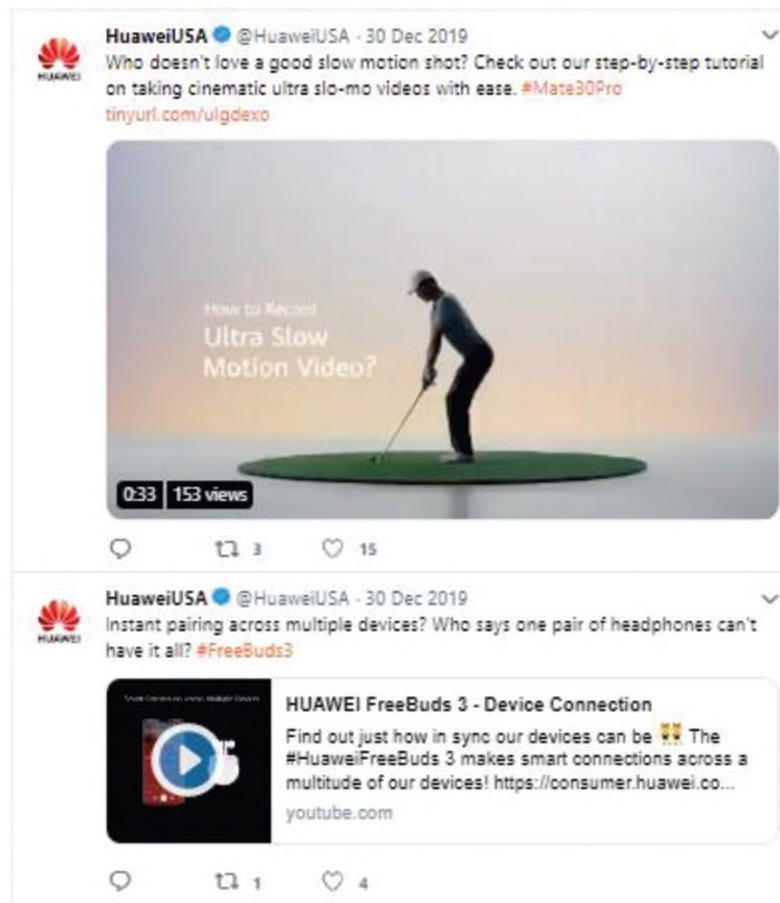 HuaweiUSA @HuaweiUSA · 30 Dec 2019
Who doesn't love a good slow motion shot? Check out our step-by-step tutorial
on taking cinematic ultra slo-mo videos with ease. #Mate30Pro
tinyurl.com/ulgdexo
HUAWEI
How to Record
Ultra Slow
Motion Video?
0:33 153 views
3 15
HuaweiUSA @HuaweiUSA · 30 Dec 2019
Instant pairing across multiple devices? Who says one pair of headphones can't
have it all? #FreeBuds3
HUAWEI
Multiple Devices
HUAWEI FreeBuds 3 - Device Connection
Find out just how in sync our devices can be 👯 The
#HuaweiFreeBuds 3 makes smart connections across a
multitude of our devices! https://consumer.huawei.co...
youtube.com
1 4